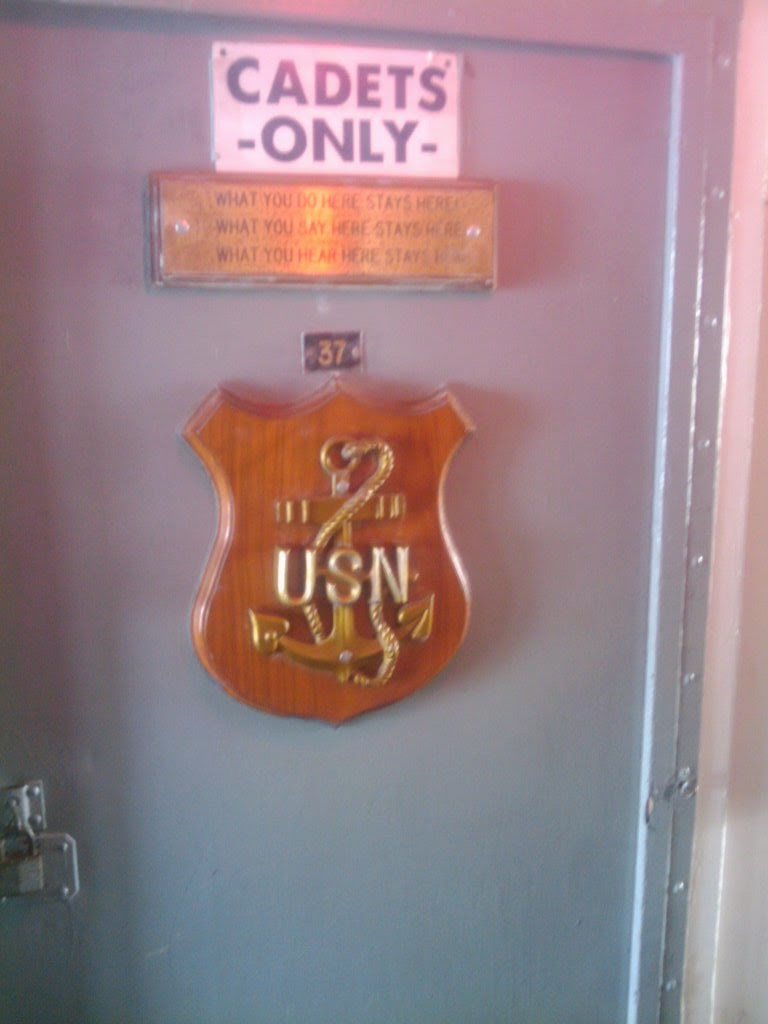 CADETS
-ONLY-
WHAT YOU DO HERE STAYS HERE!
WHAT YOU SAY HERE STAYS HERE
WHAT YOU HEAR HERE STAYS
37
USN